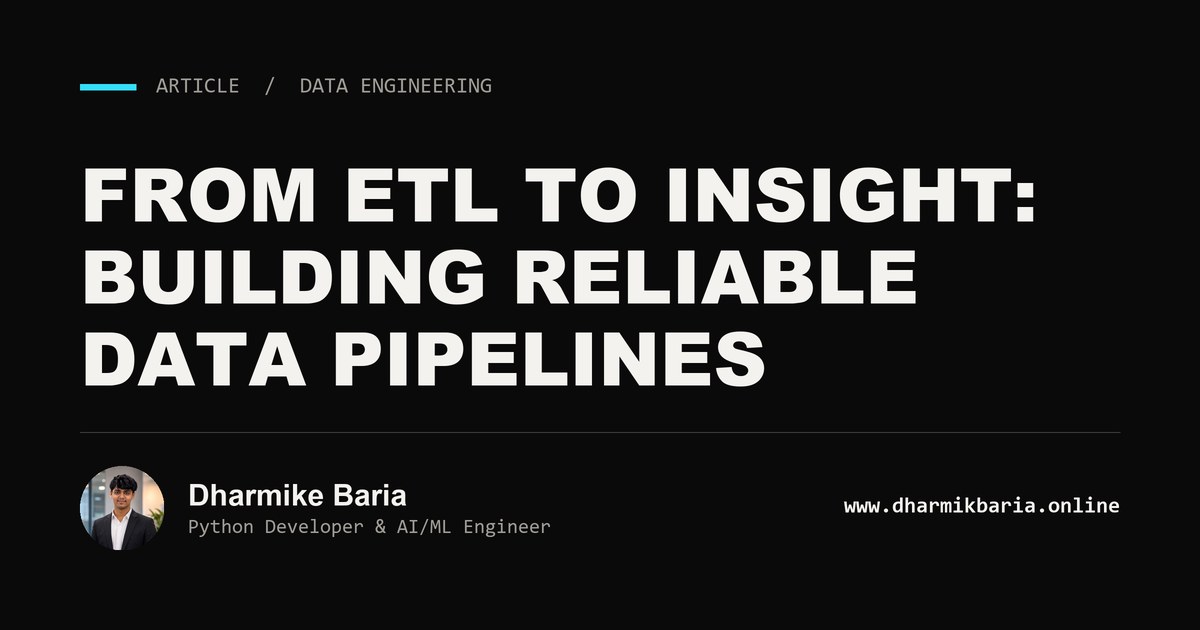 ARTICLE / DATA ENGINEERING
FROM ETL TO INSIGHT:
BUILDING RELIABLE
DATA PIPELINES
Dharmike Baria
Python Developer & AI/ML Engineer
www.dharmikbaria.online